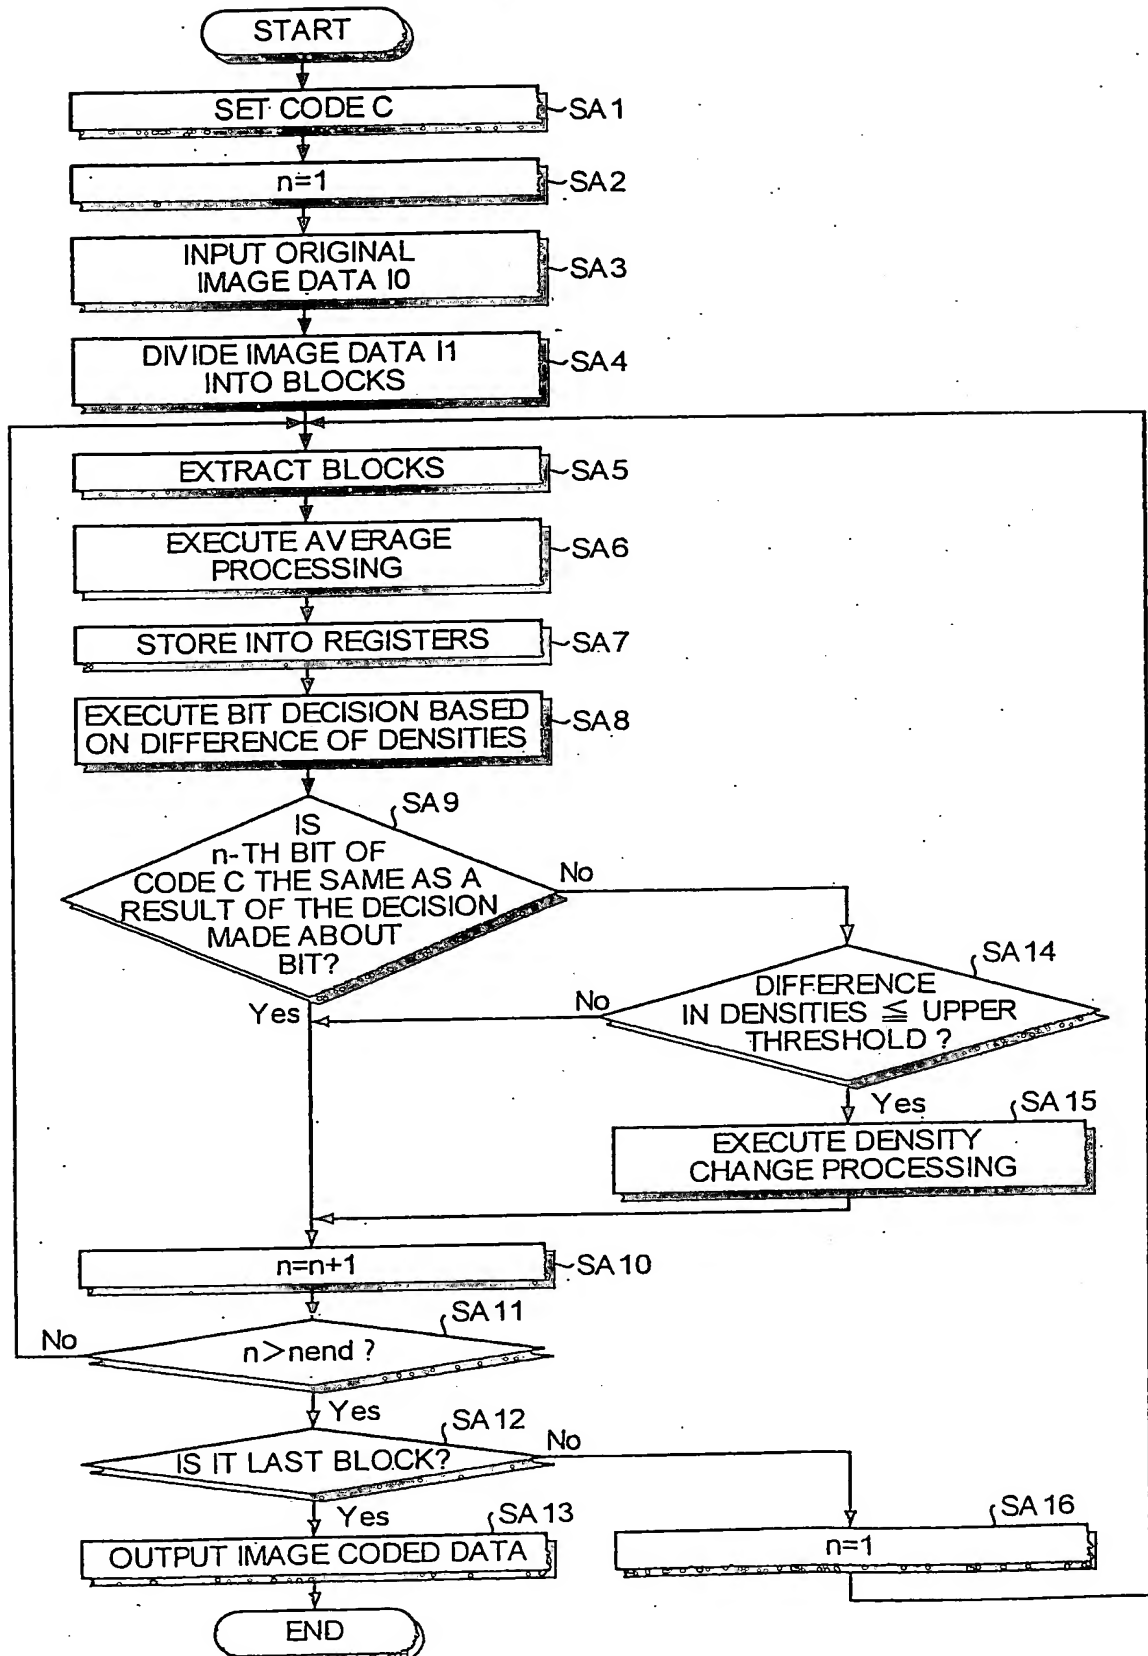 START
SET CODE C
SA1
n=1
SA2
INPUT ORIGINAL
IMAGE DATA I0
SA3
DIVIDE IMAGE DATA I1
INTO BLOCKS
SA4
EXTRACT BLOCKS
SA5
EXECUTE AVERAGE
PROCESSING
SA6
STORE INTO REGISTERS
SA7
EXECUTE BIT DECISION BASED
ON DIFFERENCE OF DENSITIES
SA8
SA9
IS
n-TH BIT OF
CODE C THE SAME AS A
RESULT OF THE DECISION
MADE ABOUT
BIT?
No
Yes
SA14
DIFFERENCE
IN DENSITIES ≦ UPPER
THRESHOLD ?
No
Yes
SA15
EXECUTE DENSITY
CHANGE PROCESSING
n=n+1
SA10
SA11
n>nend ?
No
Yes
SA12
IS IT LAST BLOCK?
No
Yes
SA13
OUTPUT IMAGE CODED DATA
SA16
n=1
END